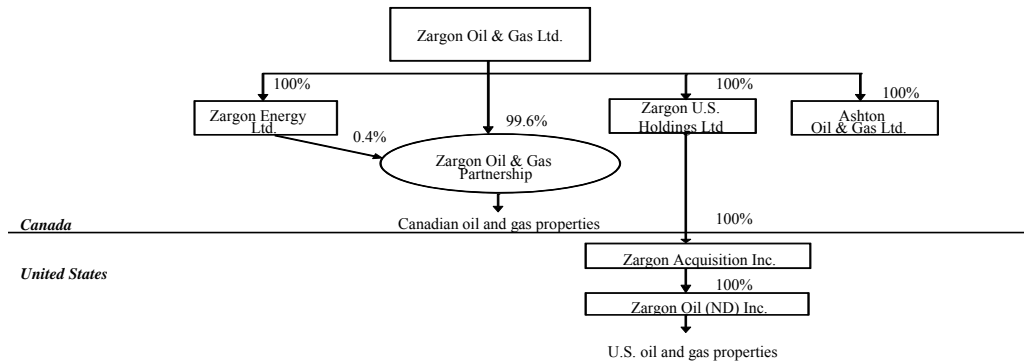 Zargon Oil & Gas Ltd.
100%
100%
100%
Zargon Energy
Ltd.
Zargon U.S.
Holdings Ltd
Ashton
Oil & Gas Ltd.
0.4%
99.6%
Zargon Oil & Gas
Partnership
Canada
Canadian oil and gas properties
100%
United States
Zargon Acquisition Inc.
100%
Zargon Oil (ND) Inc.
U.S. oil and gas properties